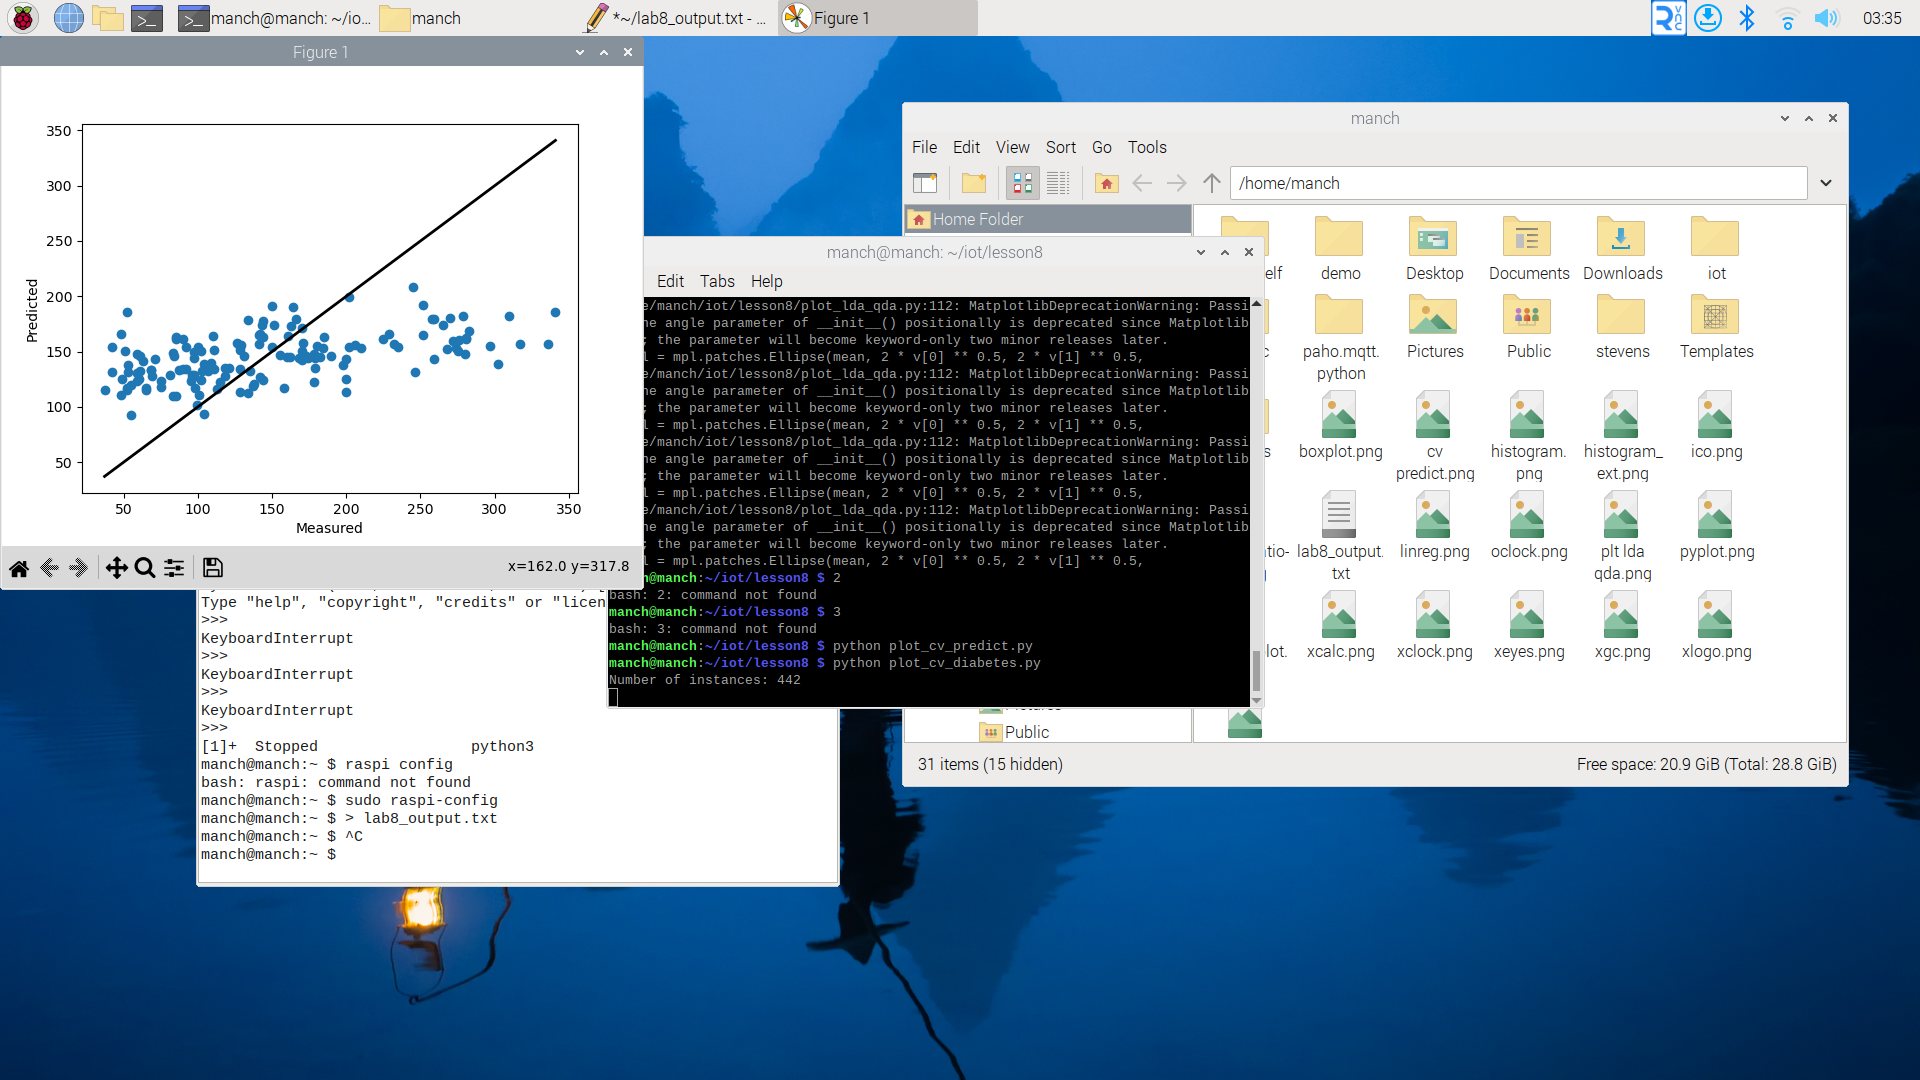 manch@manch: ~/io...
manch
*~/lab8_output.txt - ...
Figure 1
03:35
Figure 1
350
300
250
200
150
100
50
Predicted
50
100
150
200
250
300
350
Measured
x=162.0 y=317.8
manch
File Edit View Sort Go Tools
/home/manch
Home Folder
elf
demo
Desktop
Documents
Downloads
iot
c
paho.mqtt.
python
Pictures
Public
stevens
Templates
s
boxplot.png
cv
predict.png
histogram.
png
histogram_
ext.png
ico.png
tio-
g
lab8_output.
txt
linreg.png
oclock.png
plt lda
qda.png
pyplot.png
lot.
xcalc.png
xclock.png
xeyes.png
xgc.png
xlogo.png
Pictures
Public
31 items (15 hidden)
Free space: 20.9 GiB (Total: 28.8 GiB)
manch@manch: ~/iot/lesson8
Edit Tabs Help
e/manch/iot/lesson8/plot_lda_qda.py:112: MatplotlibDeprecationWarning: Passi
he angle parameter of __init__() positionally is deprecated since Matplotlib
; the parameter will become keyword-only two minor releases later.
l = mpl.patches.Ellipse(mean, 2 * v[0] ** 0.5, 2 * v[1] ** 0.5,
e/manch/iot/lesson8/plot_lda_qda.py:112: MatplotlibDeprecationWarning: Passi
he angle parameter of __init__() positionally is deprecated since Matplotlib
; the parameter will become keyword-only two minor releases later.
l = mpl.patches.Ellipse(mean, 2 * v[0] ** 0.5, 2 * v[1] ** 0.5,
e/manch/iot/lesson8/plot_lda_qda.py:112: MatplotlibDeprecationWarning: Passi
he angle parameter of __init__() positionally is deprecated since Matplotlib
; the parameter will become keyword-only two minor releases later.
l = mpl.patches.Ellipse(mean, 2 * v[0] ** 0.5, 2 * v[1] ** 0.5,
e/manch/iot/lesson8/plot_lda_qda.py:112: MatplotlibDeprecationWarning: Passi
he angle parameter of __init__() positionally is deprecated since Matplotlib
; the parameter will become keyword-only two minor releases later.
l = mpl.patches.Ellipse(mean, 2 * v[0] ** 0.5, 2 * v[1] ** 0.5,
h@manch:~/iot/lesson8 $ 2
bash: 2: command not found
manch@manch:~/iot/lesson8 $ 3
bash: 3: command not found
manch@manch:~/iot/lesson8 $ python plot_cv_predict.py
manch@manch:~/iot/lesson8 $ python plot_cv_diabetes.py
Number of instances: 442
Type "help", "copyright", "credits" or "licen
>>>
KeyboardInterrupt
>>>
KeyboardInterrupt
>>>
KeyboardInterrupt
>>>
[1]+  Stopped                 python3
manch@manch:~ $ raspi config
bash: raspi: command not found
manch@manch:~ $ sudo raspi-config
manch@manch:~ $ > lab8_output.txt
manch@manch:~ $ ^C
manch@manch:~ $